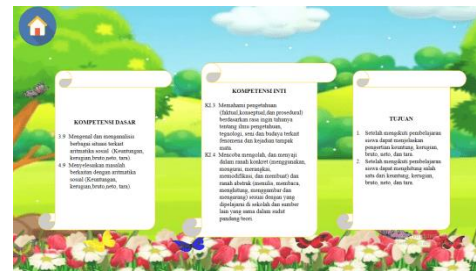 KOMPETENSI DASAR
3.9 Mengenal dan menganalisis
berbagai situasi terkait
aritmatika sosial (Keuntungan,
kerugian,bruto,neto, tara)
4.9 Menyelesaikan masalah
berkaitan dengan aritmatika
sosial (Keuntungan,
kerugian,bruto,neto, tara)
KOMPETENSI INTI
KI.3 Memahami pengetahuan
(faktual,konseptual,dan prosedural)
berdasarkan rasa ingin tahunya
tentang ilmu pengetahuan,
teknologi, seni dan budaya terkait
fenomena dan kejadian tampak
mata.
KI.4 Mencoba,mengolah, dan menyaji
dalam ranah konkret (menggunakan,
mengurai, merangkai,
memodifikasi, dan membuat) dan
ranah abstrak (menulis, membaca,
menghitung, menggambar dan
mengarang) sesuai dengan yang
dipelajari di sekolah dan sumber
lain yang sama dalam sudut
pandang/teori
TUJUAN
1. Setelah mengikuti pembelajaran
siswa dapat menjelaskan
pengertian keuntung, kerugian,
bruto, neto, dan tara.
2. Setelah mengikuti pembelajaran
siswa dapat menghitung salah
satu dari keuntung, kerugian,
bruto, neto, dan tara.